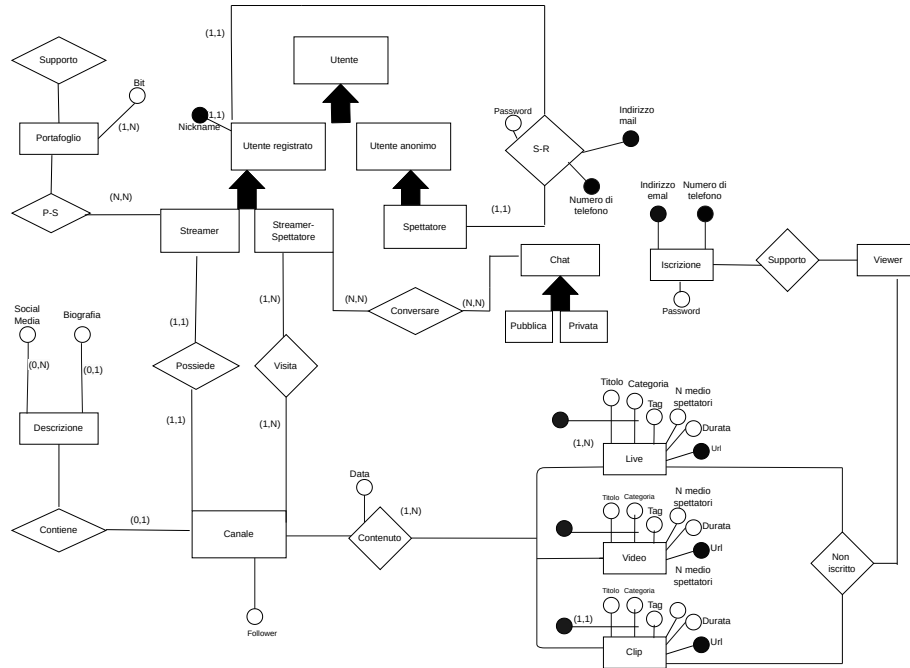 (1,1)
Utente
Supporto
Bit
Portafoglio
(1,N)
(1,1)
Nickname
Utente registrato
Utente anonimo
Password
Indirizzo
mail
S-R
Numero di
telefono
P-S
(N,N)
Streamer
Streamer-
Spettatore
Spettatore
(1,1)
Indirizzo
emal
Numero di
telefono
Iscrizione
Password
Supporto
Viewer
Chat
Pubblica
Privata
(N,N)
Conversare
(N,N)
(1,N)
(1,1)
Possiede
Visita
(1,1)
(1,N)
Social
Media
Biografia
(0,N)
(0,1)
Descrizione
Contiene
(0,1)
Canale
Follower
Data
Contenuto
(1,N)
Titolo
Categoria
Tag
N medio
spettatori
Durata
Url
(1,N)
Live
Titolo
Categoria
Tag
N medio
spettatori
Durata
Url
Video
N medio
spettatori
Titolo
Categoria
Tag
Durata
Url
(1,1)
Clip
Non
iscritto